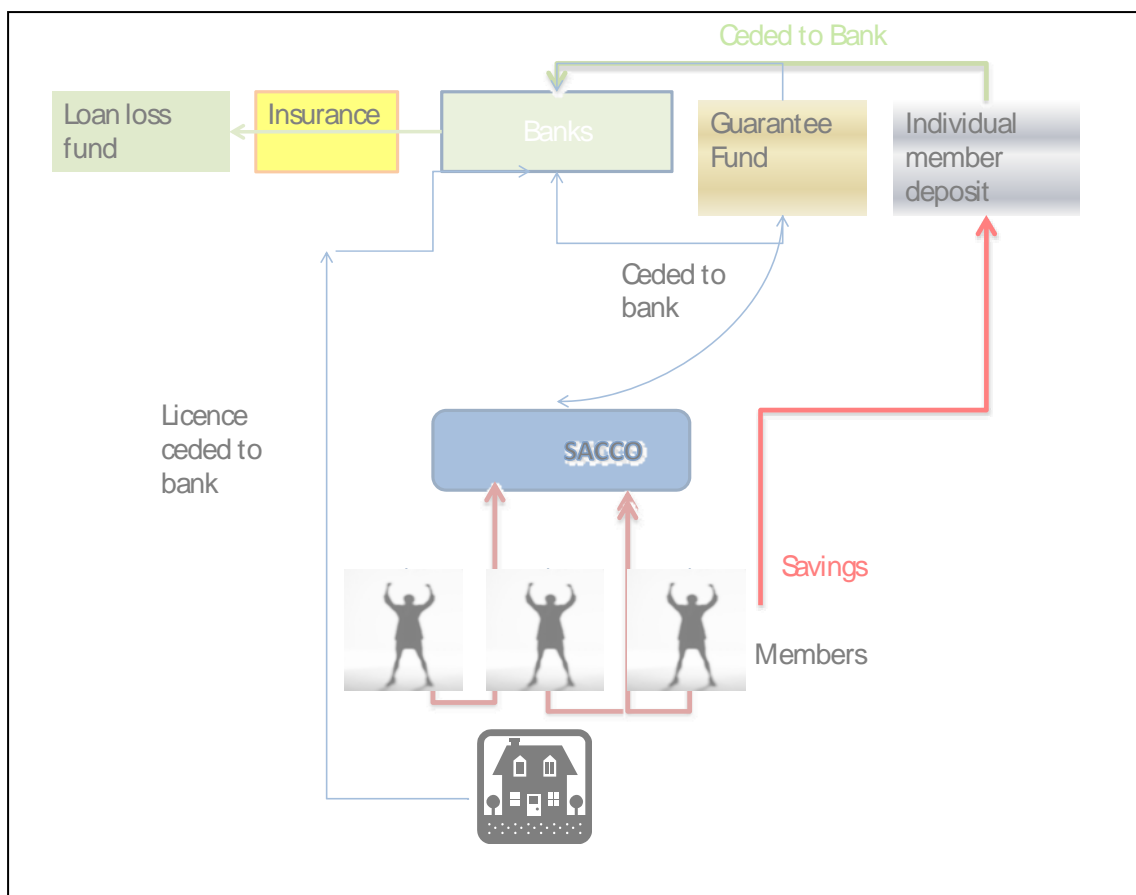 Ceded to Bank
Loan loss
fund
Insurance
Banks
Guarantee
Fund
Individual
member
deposit
Ceded to
bank
Licence
ceded to
bank
SACCO
Savings
Members